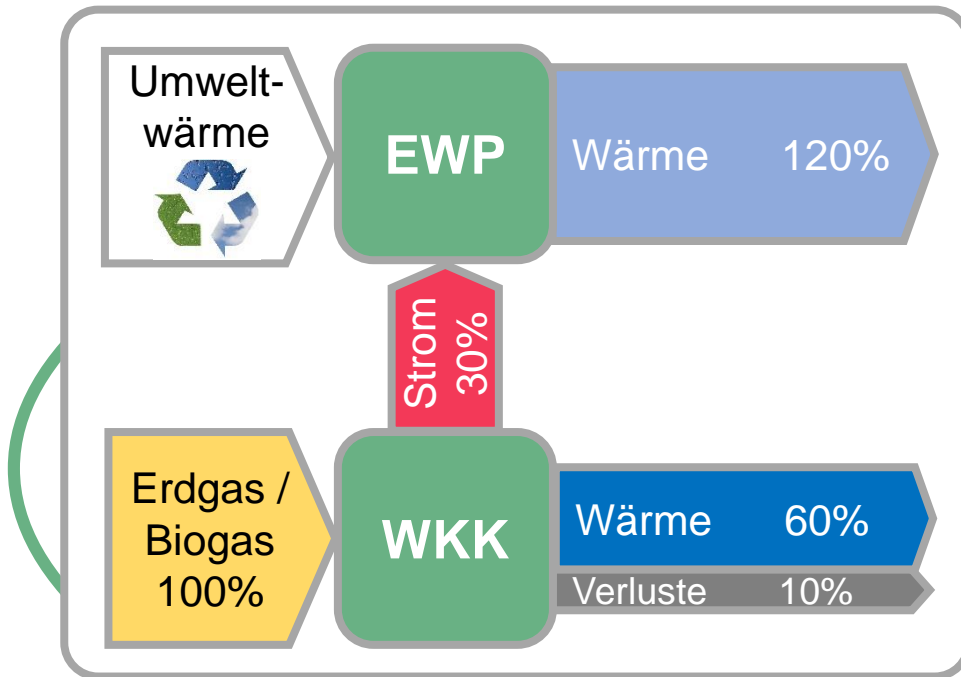 Umwelt-
wärme
EWP
Wärme 120%
Strom
30%
Erdgas /
Biogas
100%
WKK
Wärme 60%
Verluste 10%